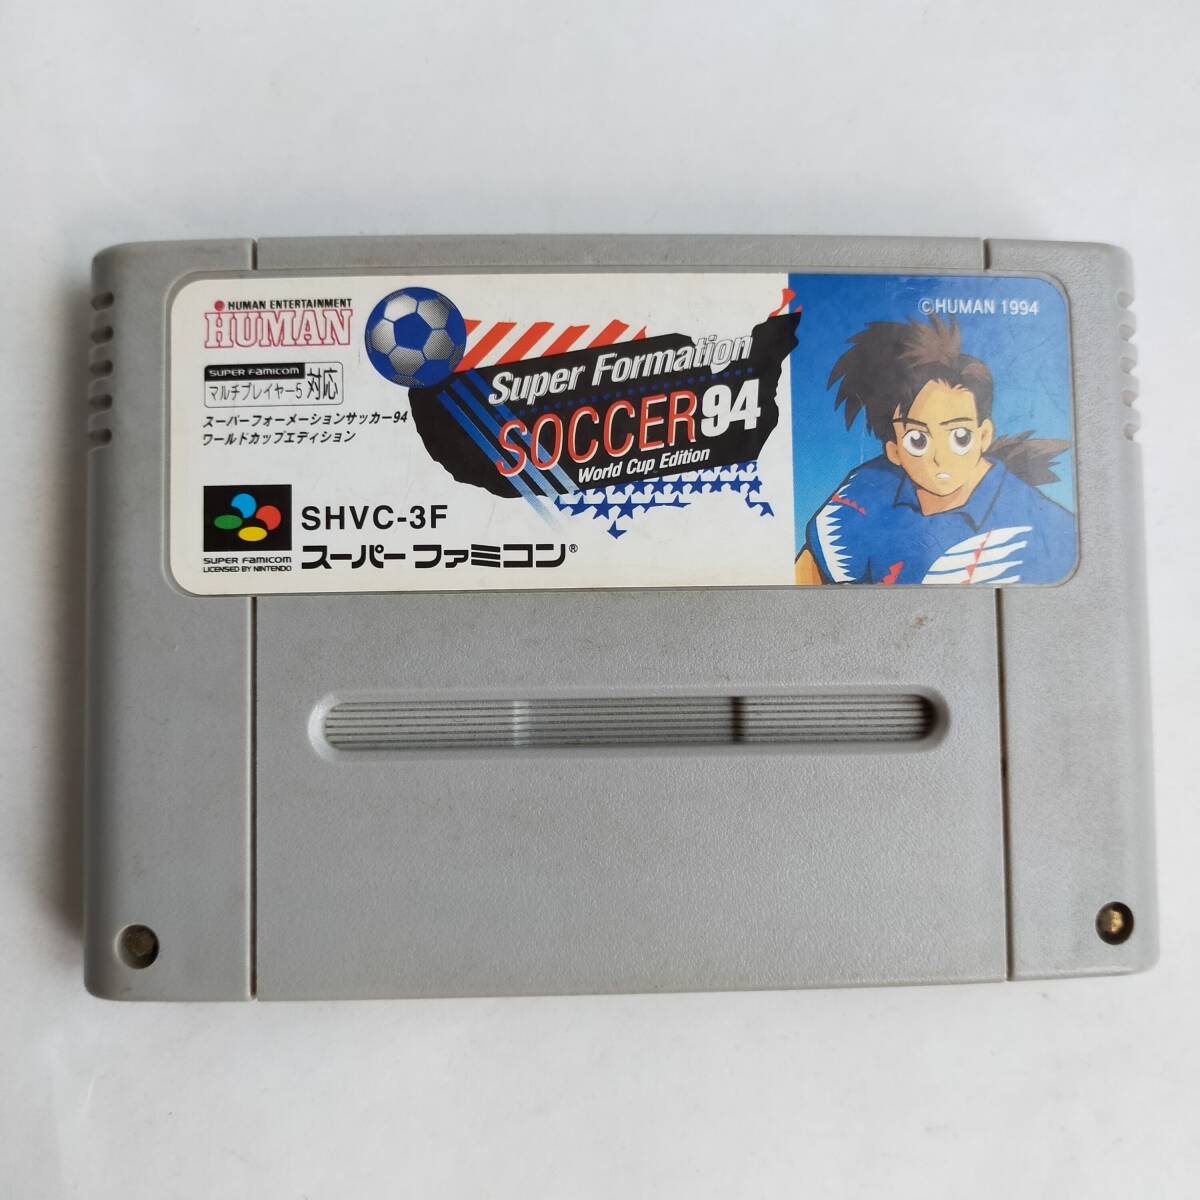 HUMAN ENTERTAINMENT
HUMAN
SUPER FAMICOM
マルチプレイヤー5 対応
スーパーフォーメーションサッカー94
ワールドカップエディション
Super Formation
SOCCER 94
World Cup Edition
©HUMAN 1994
SHVC-3F
SUPER FAMICOM
LICENSED BY NINTENDO
スーパーファミコン®